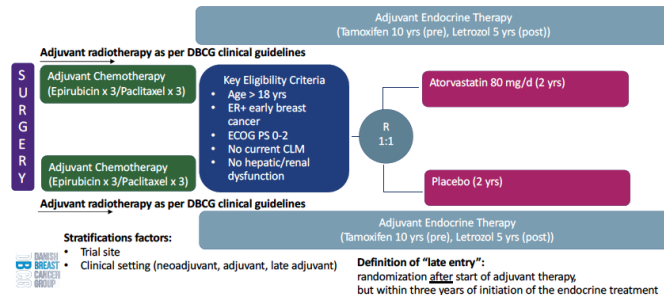 Adjuvant Endocrine Therapy
(Tamoxifen 10 yrs (pre), Letrozol 5 yrs (post))
Adjuvant radiotherapy as per DBCG clinical guidelines
SURGERY
Adjuvant Chemotherapy
(Epirubicin x 3/Paclitaxel x 3)
Key Eligibility Criteria
• Age > 18 yrs
• ER+ early breast
cancer
• ECOG PS 0-2
• No current CLM
• No hepatic/renal
dysfunction
R
1:1
Atorvastatin 80 mg/d (2 yrs)
Adjuvant Chemotherapy
(Epirubicin x 3/Paclitaxel x 3)
Placebo (2 yrs)
Adjuvant radiotherapy as per DBCG clinical guidelines
Adjuvant Endocrine Therapy
(Tamoxifen 10 yrs (pre), Letrozol 5 yrs (post))
Stratifications factors:
• Trial site
• Clinical setting (neoadjuvant, adjuvant, late adjuvant)
Definition of "late entry":
randomization after start of adjuvant therapy,
but within three years of initiation of the endocrine treatment
DANISH
BREAST
CANCER
GROUP